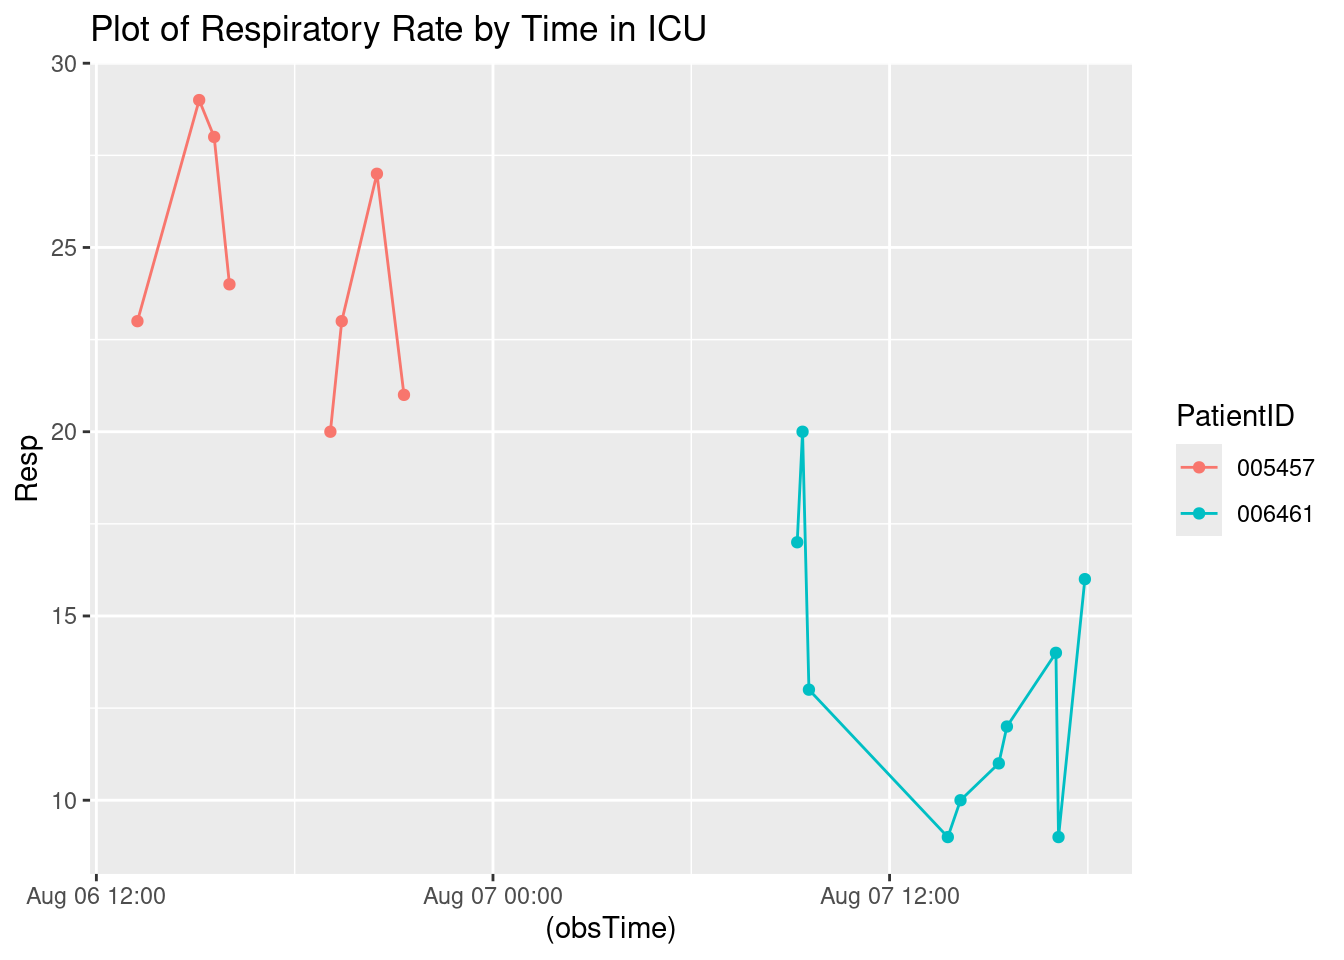 Plot of Respiratory Rate by Time in ICU
30
25
20
15
10
Resp
Aug 06 12:00
Aug 07 00:00
Aug 07 12:00
(obsTime)
PatientID
005457
006461